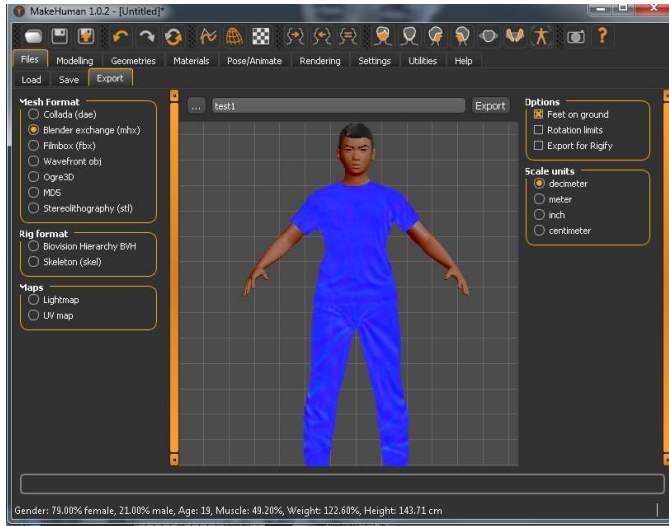 MakeHuman 1.0.2 - [Untitled]*
Files Modelling Geometries Materials Pose/Animate Rendering Settings Utilities Help
Load Save Export
Mesh Format
Collada (dae)
Blender exchange (mhx)
Filmbox (fbx)
Wavefront obj
Ogre3D
MD5
Stereolithography (stl)
Rig format
Biovision Hierarchy BVH
Skeleton (skel)
Maps
Lightmap
UV map
... test1 Export
Options
Feet on ground
Rotation limits
Export for Rigify
Scale units
decimeter
meter
inch
centimeter
Gender: 79.00% female, 21.00% male, Age: 19, Muscle: 49.20%, Weight: 122.60%, Height: 143.71 cm